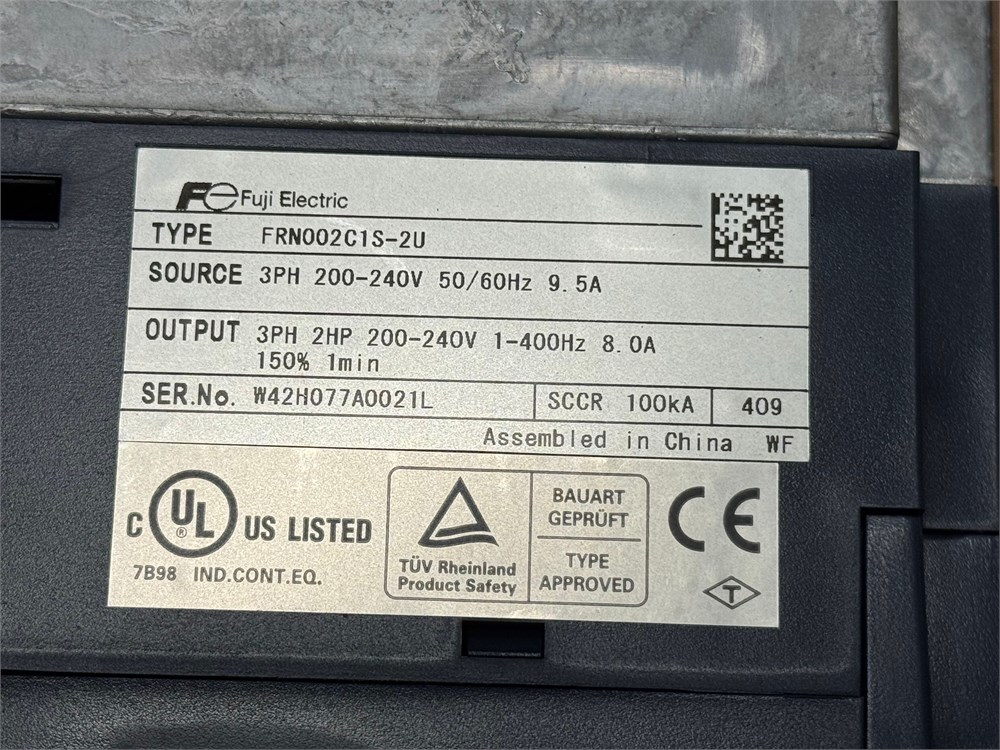 Fe Fuji Electric
TYPE FRN002C1S-2U
SOURCE 3PH 200-240V 50/60Hz 9.5A
OUTPUT 3PH 2HP 200-240V 1-400Hz 8.0A
150% 1min
SER.No. W42H077A0021L SCCR 100kA 409
Assembled in China WF
C UL ® US LISTED
7B98 IND.CONT.EQ.
TÜV Rheinland
Product Safety
BAUART
GEPRÜFT
TYPE
APPROVED
CE
T